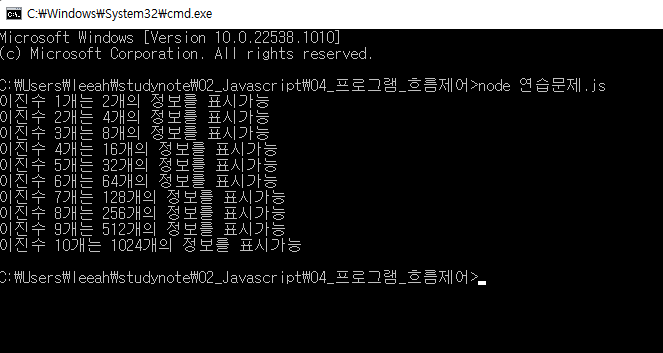 C:₩Windows₩System32₩cmd.exe
Microsoft Windows [Version 10.0.22538.1010]
(c) Microsoft Corporation. All rights reserved.
C:₩Users₩leeah₩studynote₩02_Javascript₩04_프로그램_흐름제어>node 연습문제.js
이진수 1개는 2개의 정보를 표시가능
이진수 2개는 4개의 정보를 표시가능
이진수 3개는 8개의 정보를 표시가능
이진수 4개는 16개의 정보를 표시가능
이진수 5개는 32개의 정보를 표시가능
이진수 6개는 64개의 정보를 표시가능
이진수 7개는 128개의 정보를 표시가능
이진수 8개는 256개의 정보를 표시가능
이진수 9개는 512개의 정보를 표시가능
이진수 10개는 1024개의 정보를 표시가능
C:₩Users₩leeah₩studynote₩02_Javascript₩04_프로그램_흐름제어>